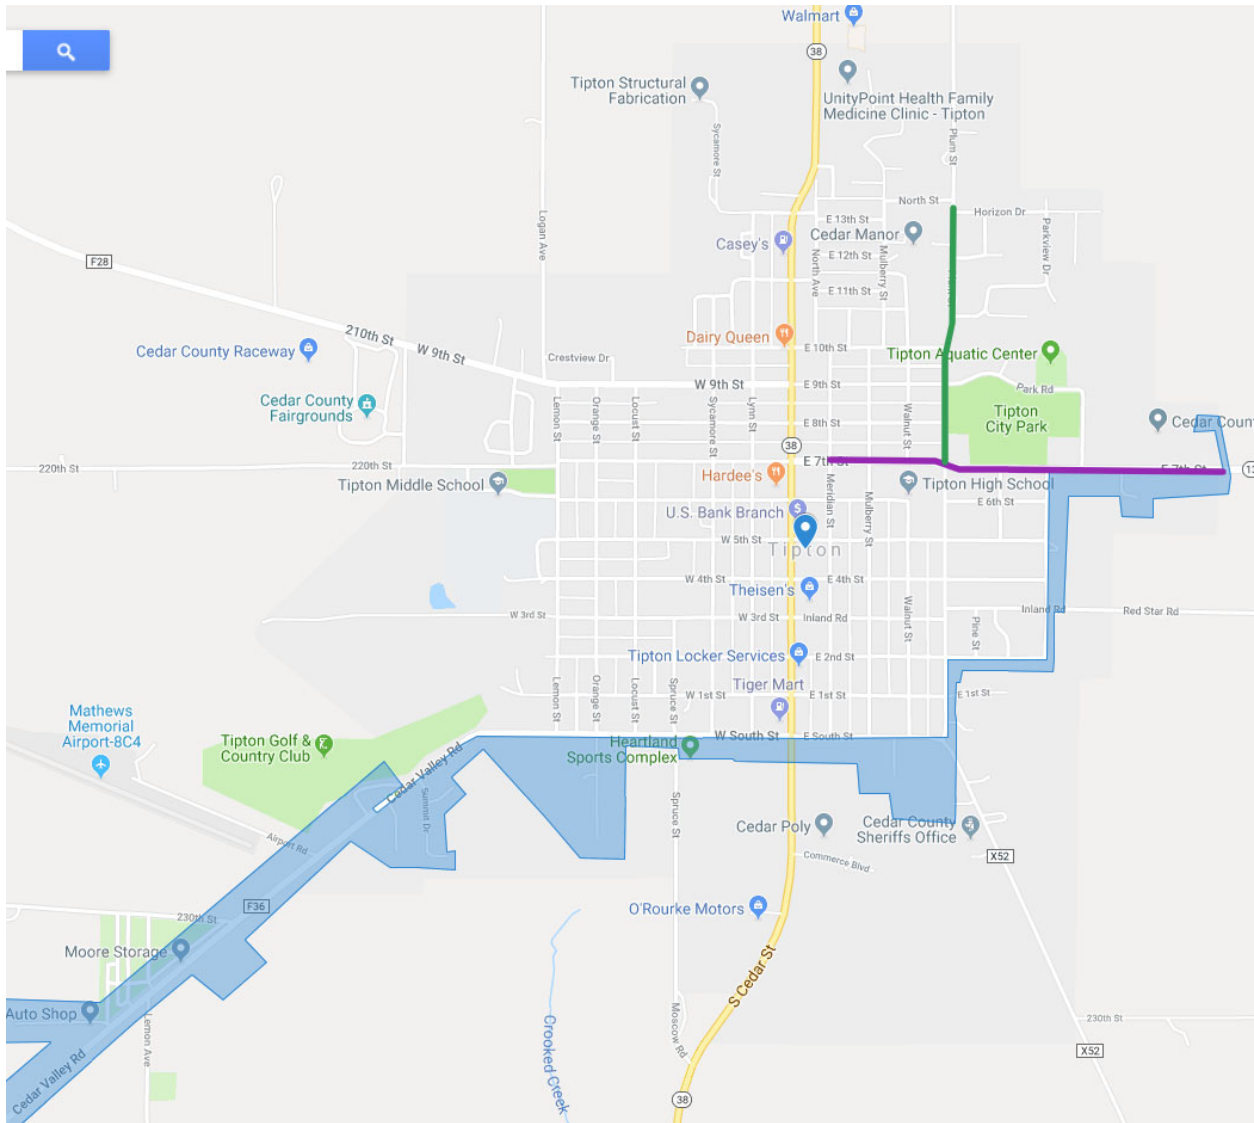 Walmart
38
Tipton Structural
Fabrication
UnityPoint Health Family
Medicine Clinic - Tipton
Sycamore St
Plum St
North St
Horizon Dr
E 13th St
Cedar Manor
Logan Ave
Casey's
Parkview Dr
F28
North Ave
E 12th St
Mulberry St
E 11th St
210th St
Cedar County Raceway
W 9th St
Dairy Queen
Crestview Dr
E 10th St
Tipton Aquatic Center
W 9th St
E 9th St
Park Rd
Cedar County
Fairgrounds
Lemon St
Orange St
Locust St
Sycamore St
Lynn St
E 8th St
Walnut St
Tipton
City Park
Cedar Coun
38
220th St
220th St
E 7th St
E 7th St
13
Tipton Middle School
Hardee's
Meridian St
Tipton High School
E 6th St
U.S. Bank Branch
Mulberry St
W 5th St
Tipton
W 4th St
E 4th St
Theisen's
W 3rd St
W 3rd St
Inland Rd
Walnut St
Inland Rd
Red Star Rd
Pine St
Tipton Locker Services
E 2nd St
Lemon St
Orange St
Locust St
Spruce St
Tiger Mart
W 1st St
E 1st St
E 1st St
Mathews
Memorial
Airport-8C4
Tipton Golf &
Country Club
W South St
E South St
Heartland
Sports Complex
Cedar Valley Rd
Summit Dr
Spruce St
Cedar Poly
Cedar County
Sheriffs Office
Airport Rd
Commerce Blvd
X52
F36
230th St
O'Rourke Motors
Moore Storage
S Cedar St
Auto Shop
Lemon Ave
Crooked Creek
Moscow Rd
230th St
X52
Cedar Valley Rd
38